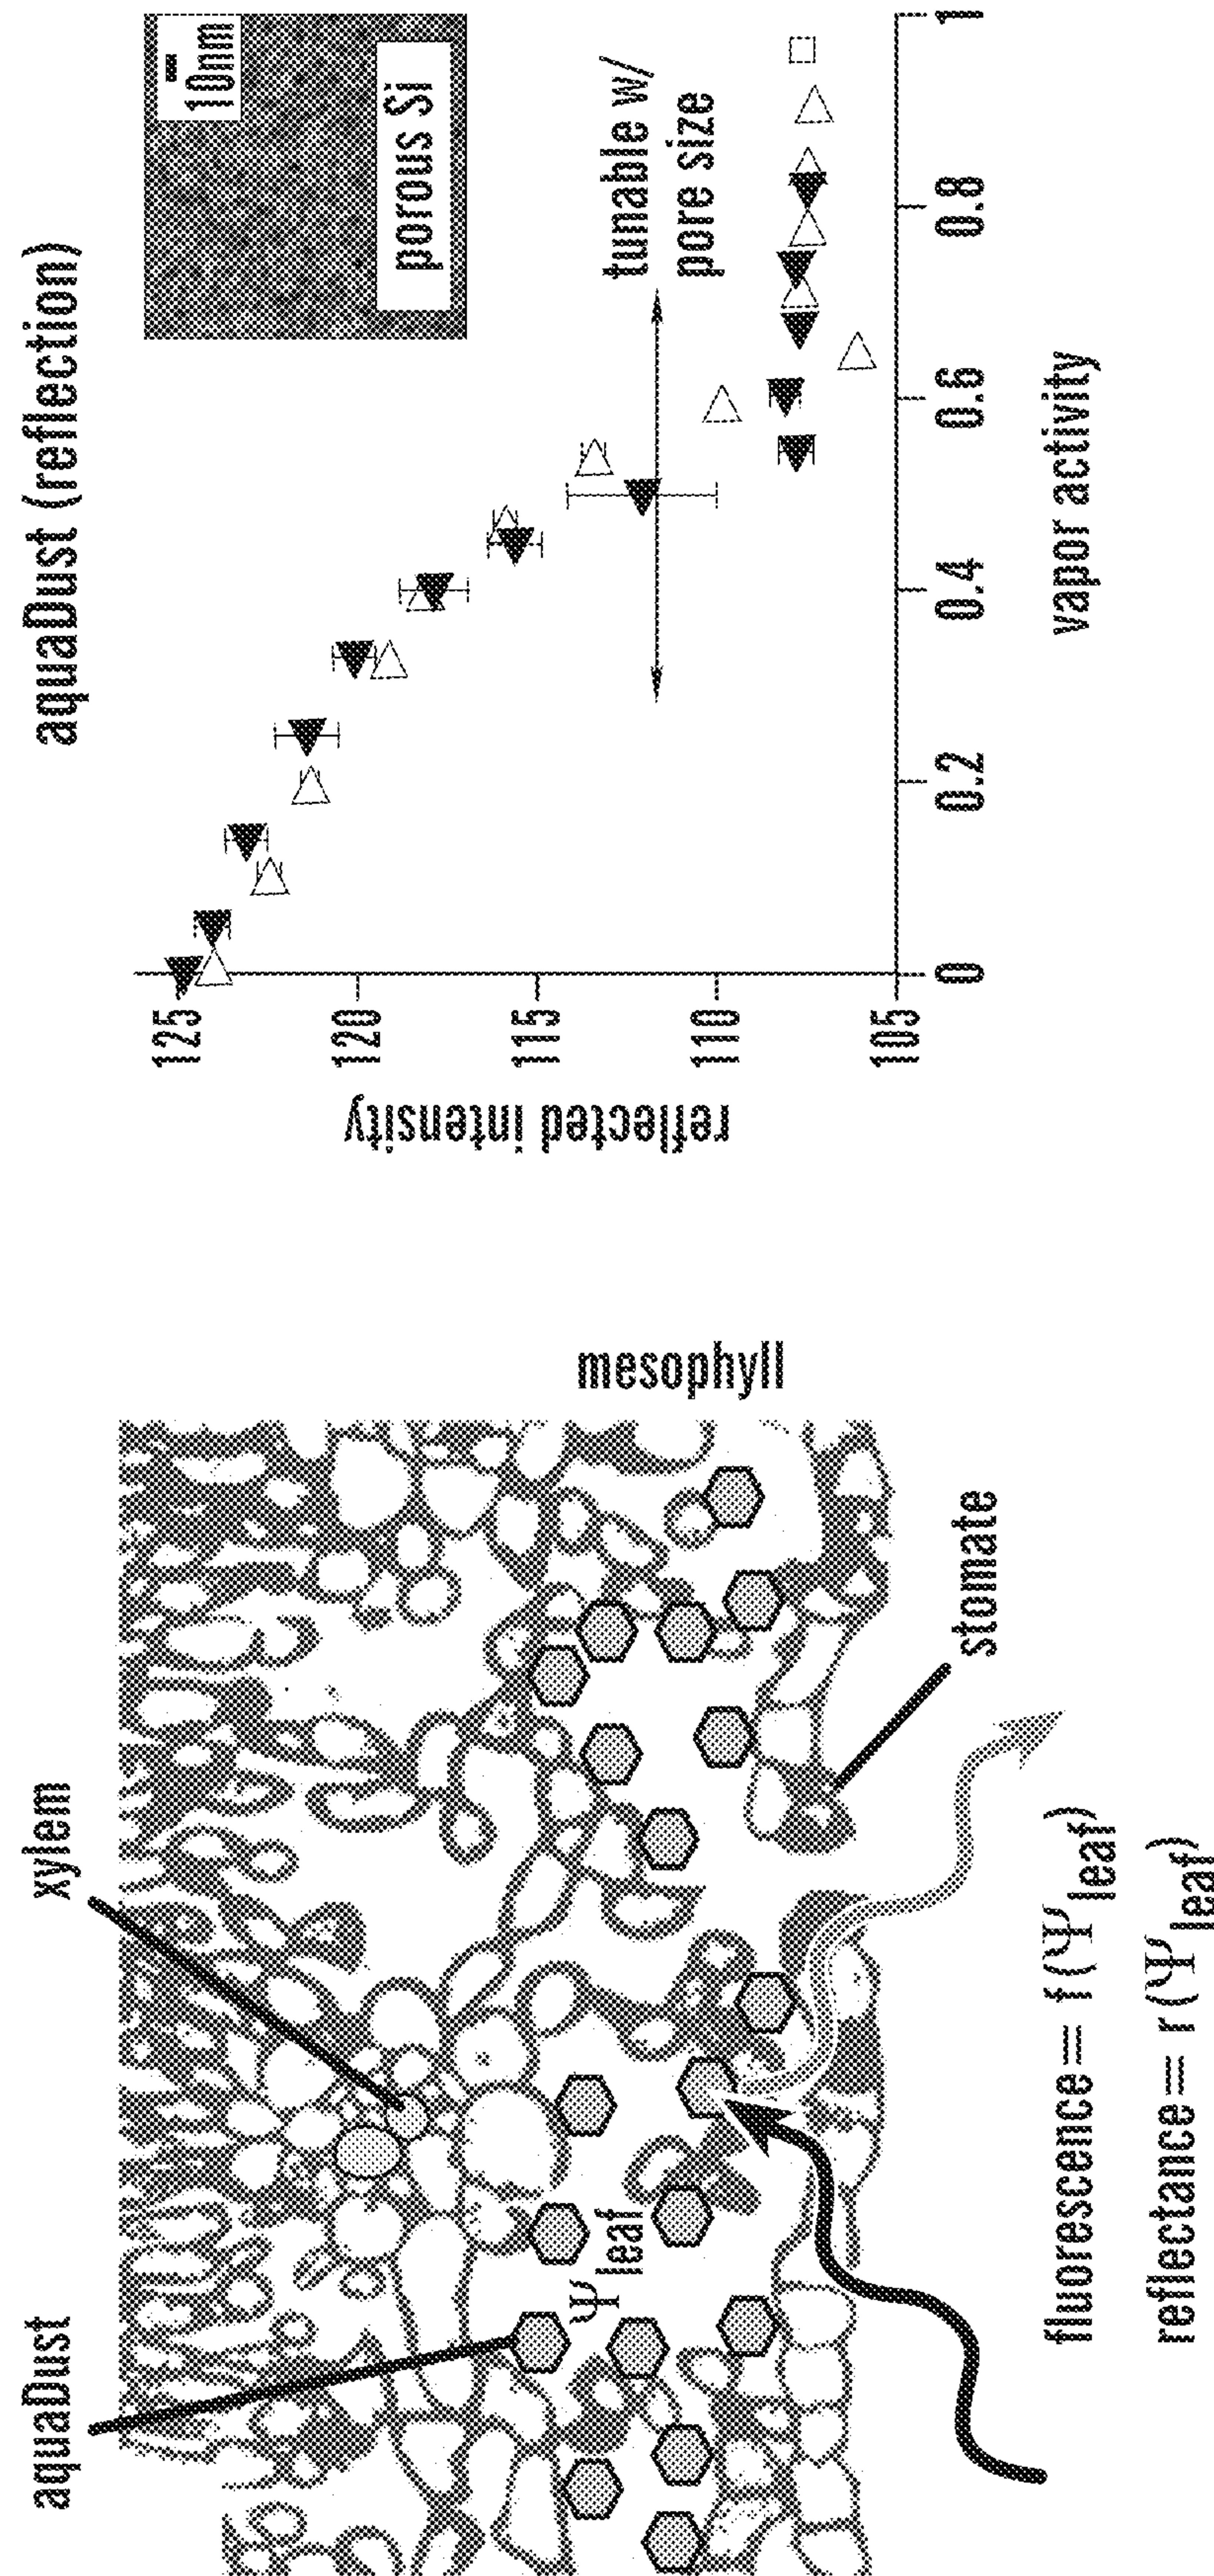 aquaDust
xylem
mesophyll
Ψleaf
stomate
fluorescence = f (Ψleaf)
reflectance = r (Ψleaf)
aquaDust (reflection)
10nm
porous Si
tunable w/
pore size
reflected intensity
125
120
115
110
105
0
0.2
0.4
0.6
0.8
1
vapor activity